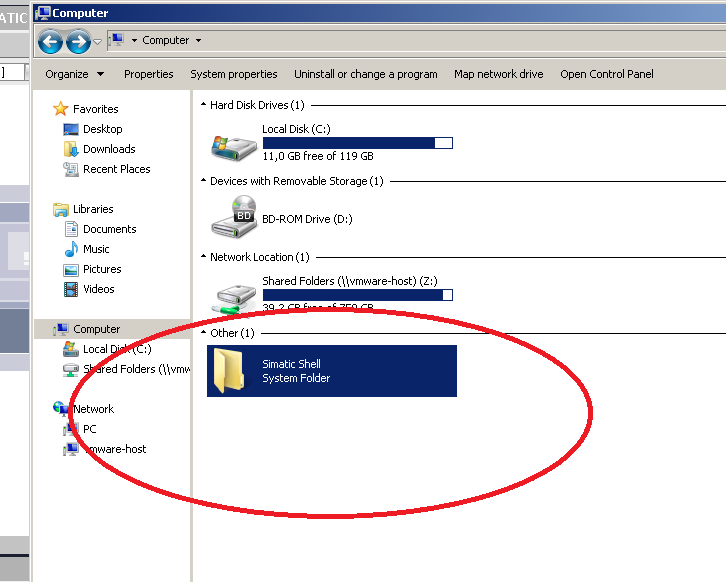 ATIC
Computer
Computer
]
Organize Properties System properties Uninstall or change a program Map network drive Open Control Panel
Favorites
Desktop
Downloads
Recent Places
Libraries
Documents
Music
Pictures
Videos
Computer
Local Disk (C:)
Shared Folders (\\vmw
Network
PC
vmware-host
Hard Disk Drives (1)
Local Disk (C:)
11,0 GB free of 119 GB
Devices with Removable Storage (1)
BD
BD-ROM Drive (D:)
Network Location (1)
Shared Folders (\\vmware-host) (Z:)
39,2 GB free of 750 GB
Other (1)
Simatic Shell
System Folder